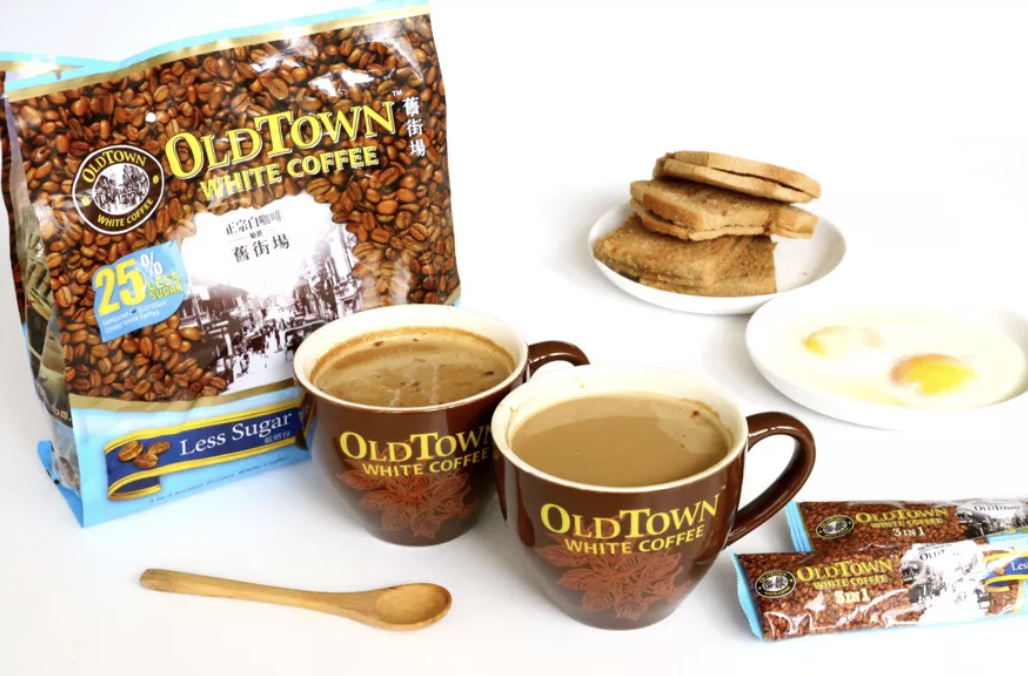 OLDTOWN™
WHITE COFFEE
舊街場
OLDTOWN
WHITE COFFEE
正宗白咖啡
舊街場
25%
LESS
SUGAR
Less Sugar
OLDTOWN
WHITE COFFEE
OLDTOWN
WHITE COFFEE
OLDTOWN
WHITE COFFEE
3 IN 1
OLDTOWN
WHITE COFFEE
3 IN 1
Less